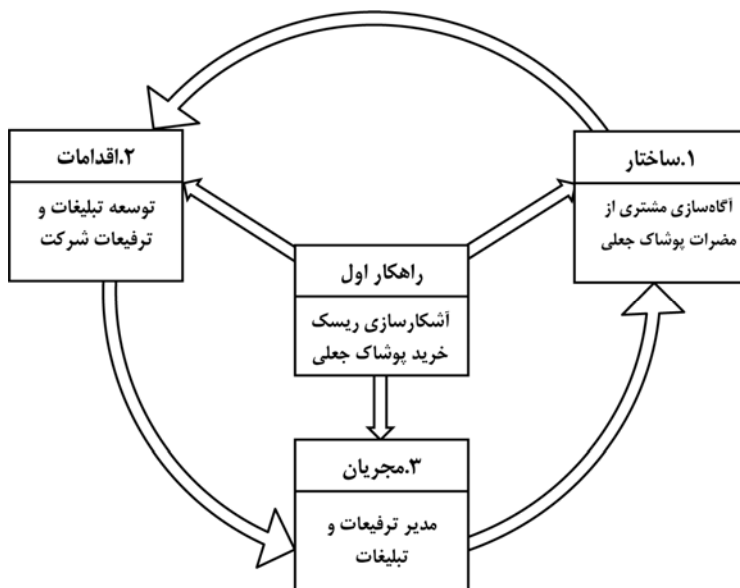 ۱.ساختار
آگاه‌سازی مشتری از
مضرات پوشاک جعلی
۲.اقدامات
توسعه تبلیغات و
ترفیعات شرکت
راهکار اول
آشکارسازی ریسک
خرید پوشاک جعلی
۳.مجریان
مدیر ترفیعات و
تبلیغات